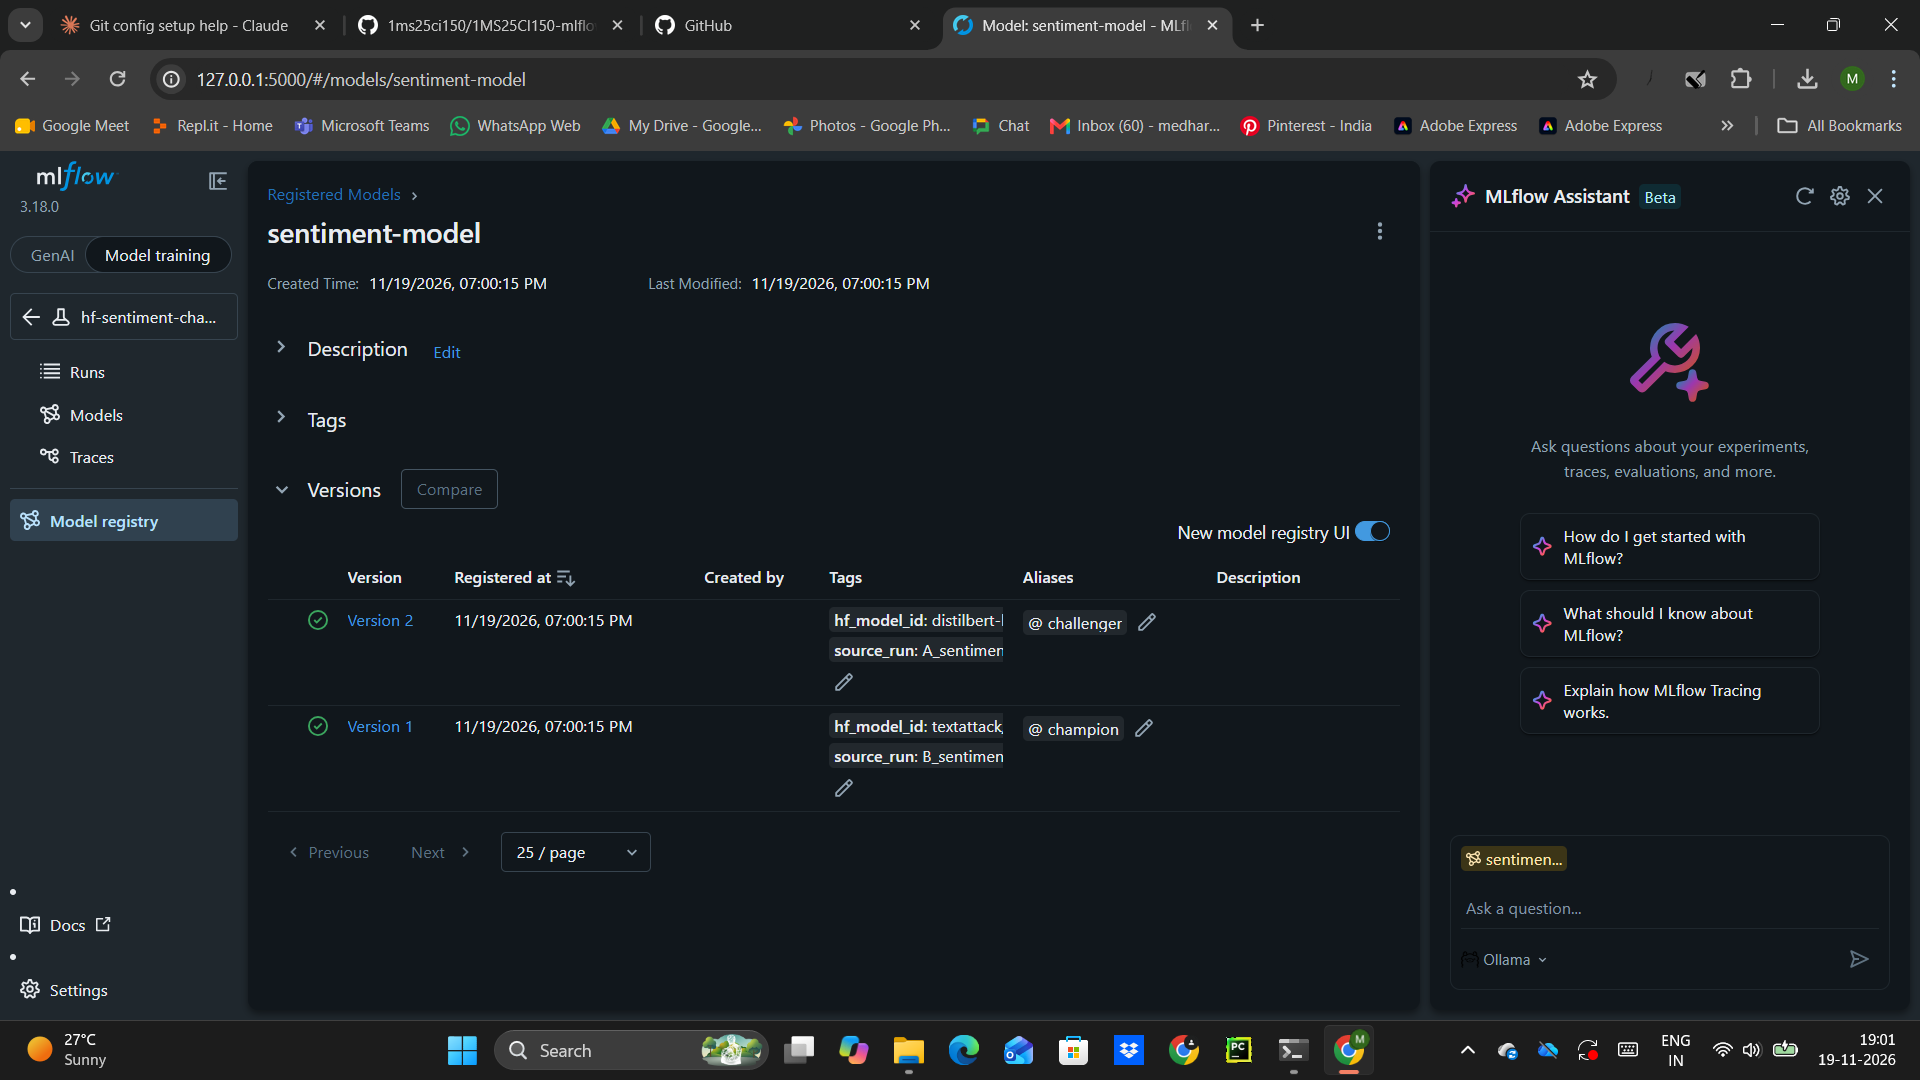 Git config setup help - Claude
1ms25ci150/1MS25CI150-mlflo
GitHub
Model: sentiment-model - MLfl
127.0.0.1:5000/#/models/sentiment-model
M
Google Meet
Repl.it - Home
Microsoft Teams
WhatsApp Web
My Drive - Google...
Photos - Google Ph...
Chat
Inbox (60) - medhar...
Pinterest - India
Adobe Express
Adobe Express
All Bookmarks
mlflow
3.18.0
GenAI
Model training
hf-sentiment-cha...
Runs
Models
Traces
Model registry
Docs
Settings
Registered Models
sentiment-model
Created Time: 11/19/2026, 07:00:15 PM
Last Modified: 11/19/2026, 07:00:15 PM
Description Edit
Tags
Versions Compare
New model registry UI
Version Registered at Created by Tags Aliases Description
Version 2 11/19/2026, 07:00:15 PM hf_model_id: distilbert- @ challenger
source_run: A_sentimen
Version 1 11/19/2026, 07:00:15 PM hf_model_id: textattack @ champion
source_run: B_sentimen
Previous Next 25 / page
MLflow Assistant Beta
Ask questions about your experiments,
traces, evaluations, and more.
How do I get started with
MLflow?
What should I know about
MLflow?
Explain how MLflow Tracing
works.
sentimen...
Ask a question...
Ollama
27°C
Sunny
Search
PC
M
ENG
IN
19:01
19-11-2026